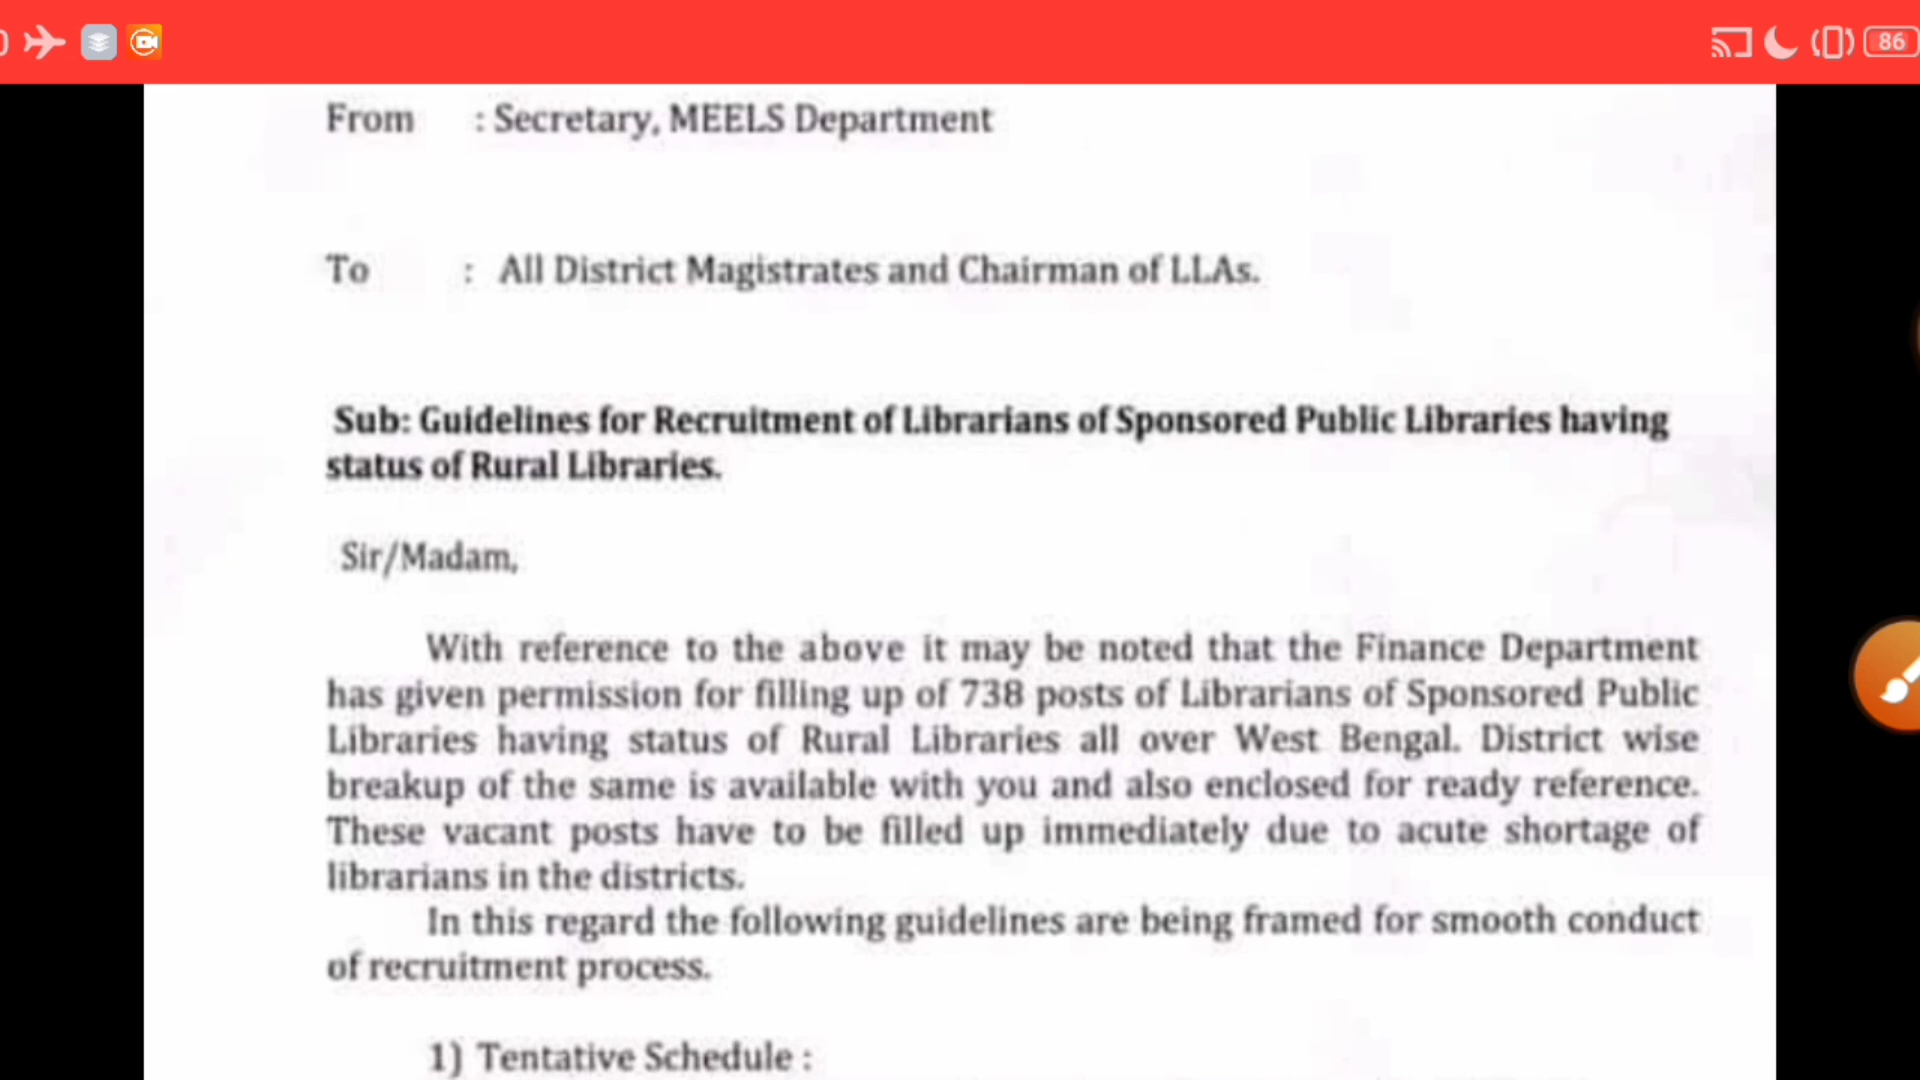 86
From : Secretary, MEELS Department
To : All District Magistrates and Chairman of LLAs.
Sub: Guidelines for Recruitment of Librarians of Sponsored Public Libraries having
status of Rural Libraries.
Sir/Madam,
With reference to the above it may be noted that the Finance Department
has given permission for filling up of 738 posts of Librarians of Sponsored Public
Libraries having status of Rural Libraries all over West Bengal. District wise
breakup of the same is available with you and also enclosed for ready reference.
These vacant posts have to be filled up immediately due to acute shortage of
librarians in the districts.
In this regard the following guidelines are being framed for smooth conduct
of recruitment process.
1) Tentative Schedule :